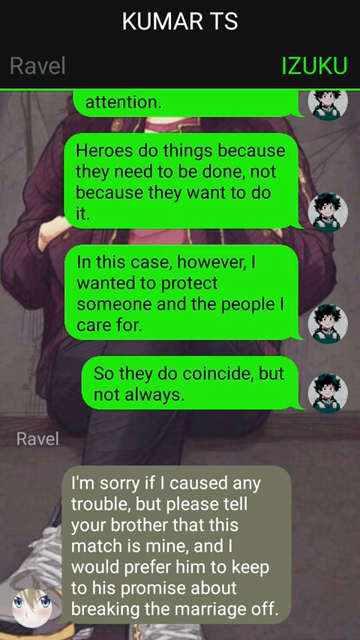 KUMAR TS
Ravel
IZUKU
attention.
Heroes do things because
they need to be done, not
because they want to do
it.
In this case, however, I
wanted to protect
someone and the people I
care for.
So they do coincide, but
not always.
Ravel
I'm sorry if I caused any
trouble, but please tell
your brother that this
match is mine, and I
would prefer him to keep
to his promise about
breaking the marriage off.